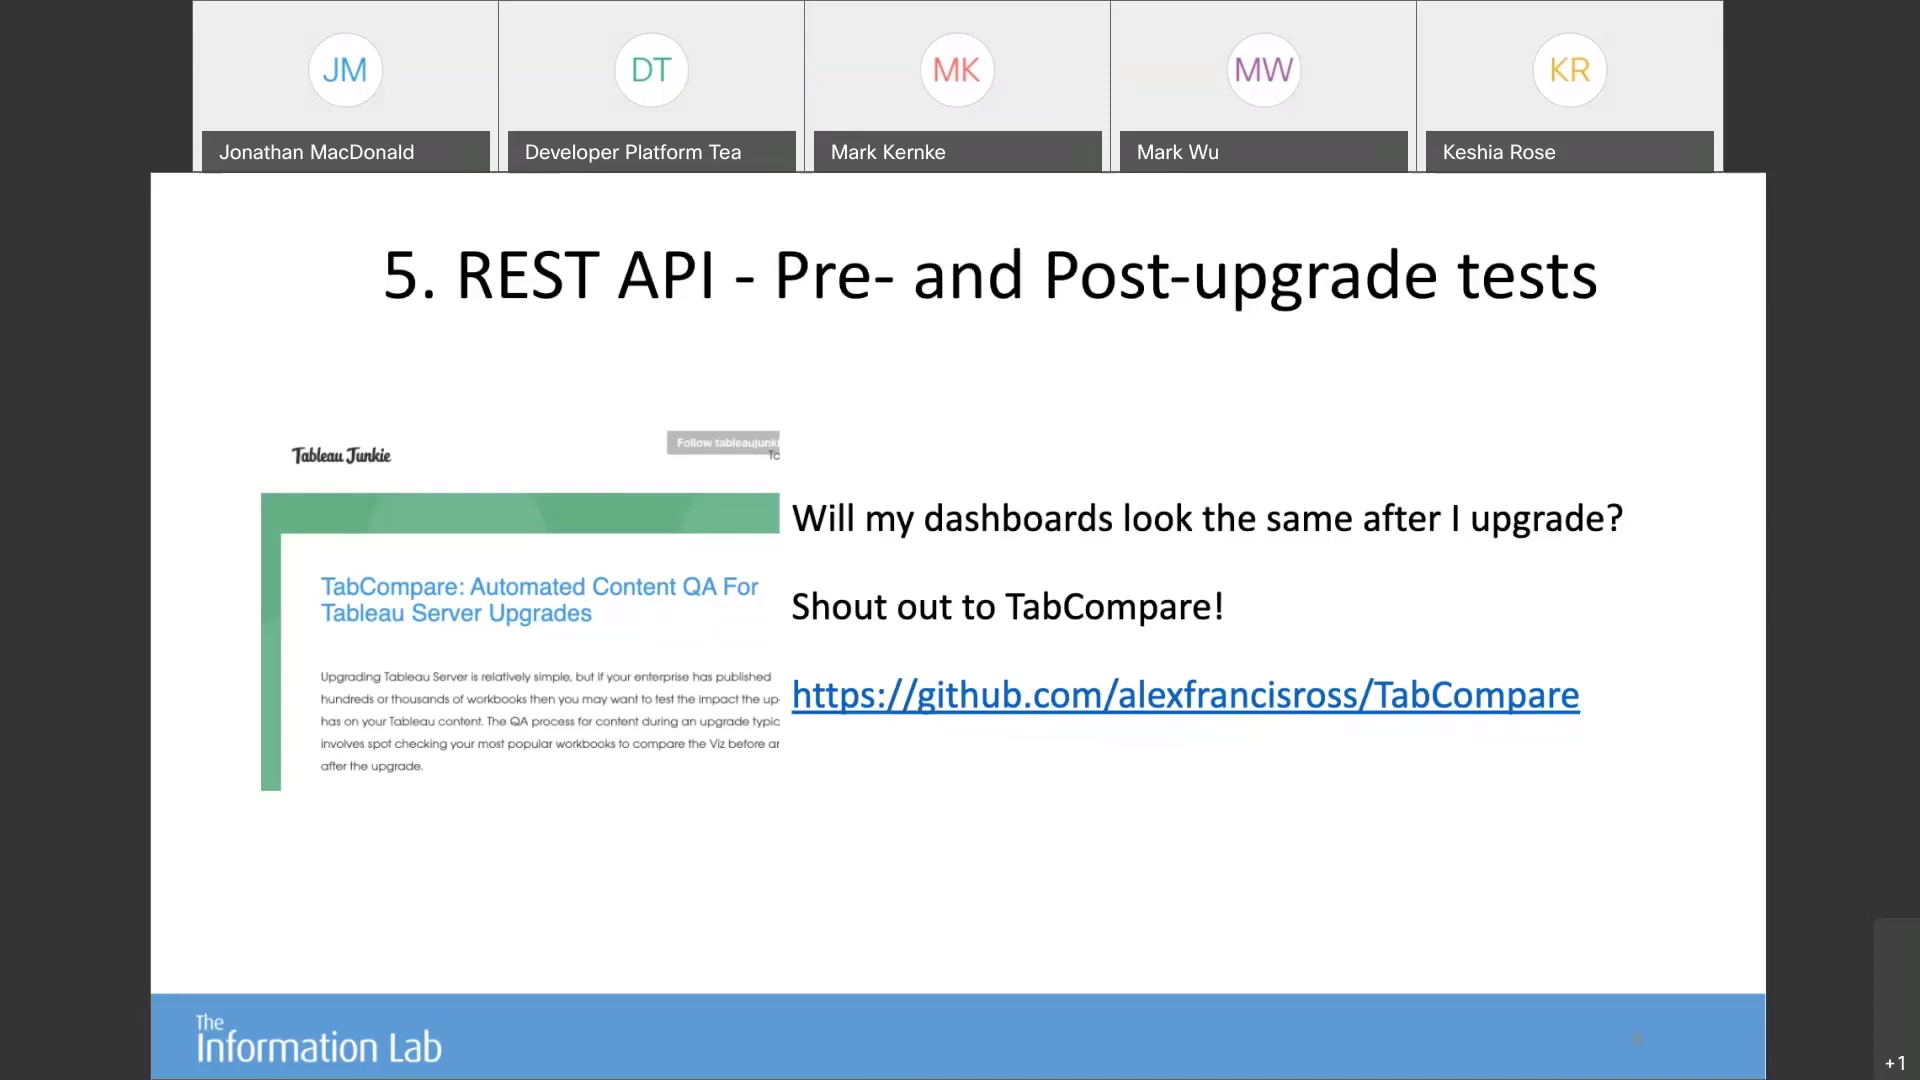 JM
DT
MK
MW
KR
Jonathan MacDonald
Developer Platform Tea
Mark Kernke
Mark Wu
Keshia Rose
5. REST API - Pre- and Post-upgrade tests
Tableau Junkie
Follow tableaujunki
To
TabCompare: Automated Content QA For
Tableau Server Upgrades
Upgrading Tableau Server is relatively simple, but if your enterprise has published
hundreds or thousands of workbooks then you may want to test the impact the up
has on your Tableau content. The QA process for content during an upgrade typic
involves spot checking your most popular workbooks to compare the Viz before ar
after the upgrade.
Will my dashboards look the same after I upgrade?
Shout out to TabCompare!
https://github.com/alexfrancisross/TabCompare
The
Information Lab
+1